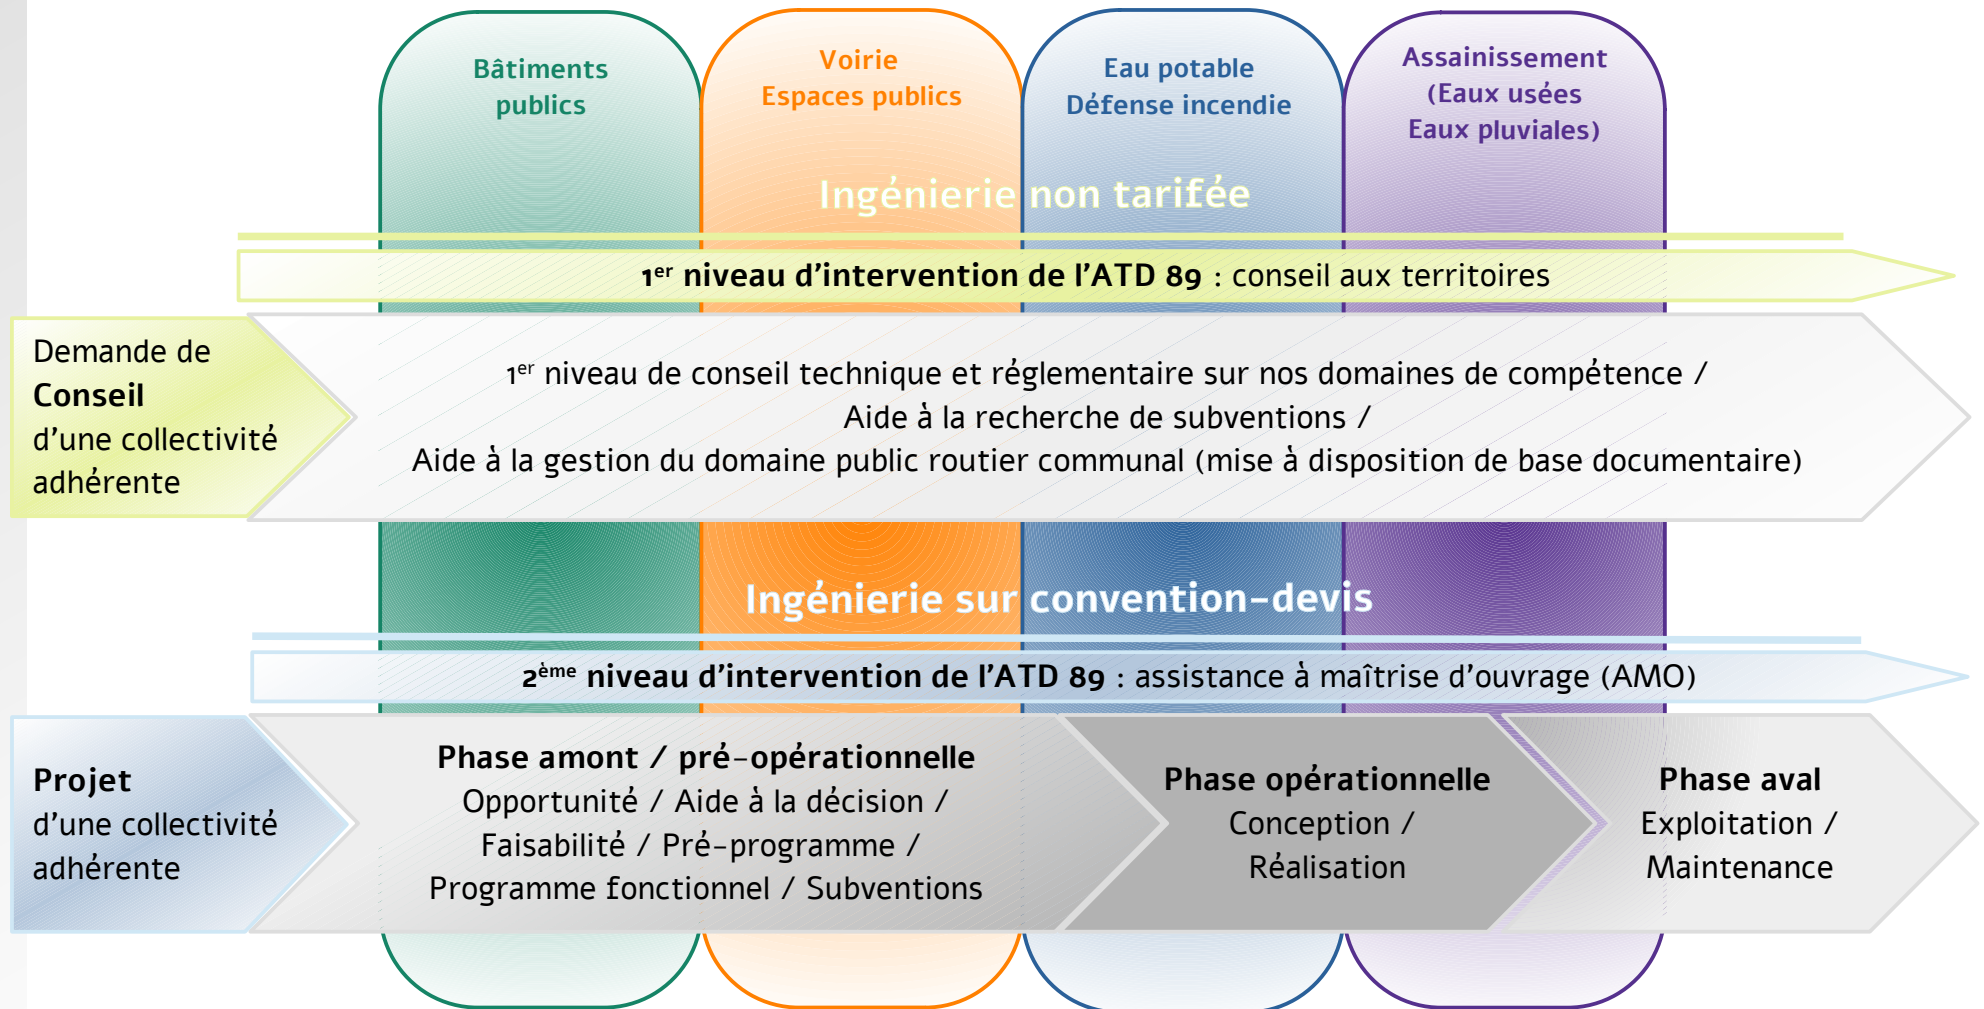 Bâtiments
publics
Voirie
Espaces publics
Eau potable
Défense incendie
Assainissement
(Eaux usées
Eaux pluviales)
Ingénierie non tarifée
1er niveau d'intervention de l'ATD 89 : conseil aux territoires
Demande de
Conseil
d'une collectivité
adhérente
1er niveau de conseil technique et réglementaire sur nos domaines de compétence /
Aide à la recherche de subventions /
Aide à la gestion du domaine public routier communal (mise à disposition de base documentaire)
Ingénierie sur convention-devis
2ème niveau d'intervention de l'ATD 89 : assistance à maîtrise d'ouvrage (AMO)
Projet
d'une collectivité
adhérente
Phase amont / pré-opérationnelle
Opportunité / Aide à la décision /
Faisabilité / Pré-programme /
Programme fonctionnel / Subventions
Phase opérationnelle
Conception /
Réalisation
Phase aval
Exploitation /
Maintenance